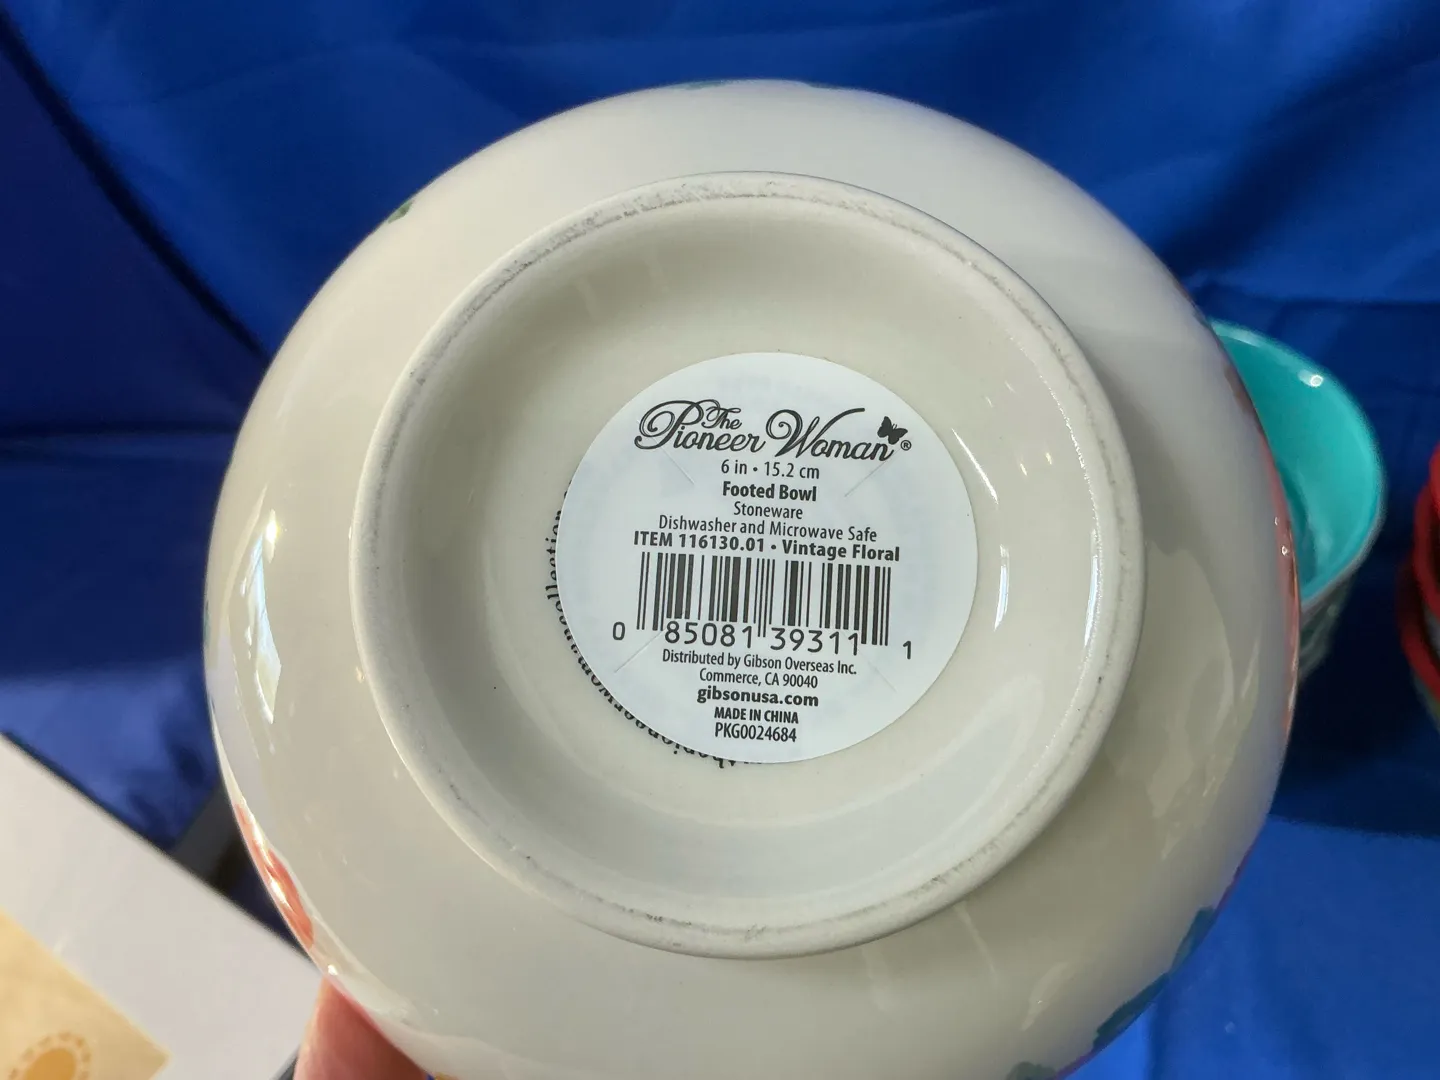 The
Pioneer Woman®
6 in • 15.2 cm
Footed Bowl
Stoneware
Dishwasher and Microwave Safe
ITEM 116130.01 • Vintage Floral
0 85081 39311 1
Distributed by Gibson Overseas Inc.
Commerce, CA 90040
gibsonusa.com
MADE IN CHINA
PKG0024684